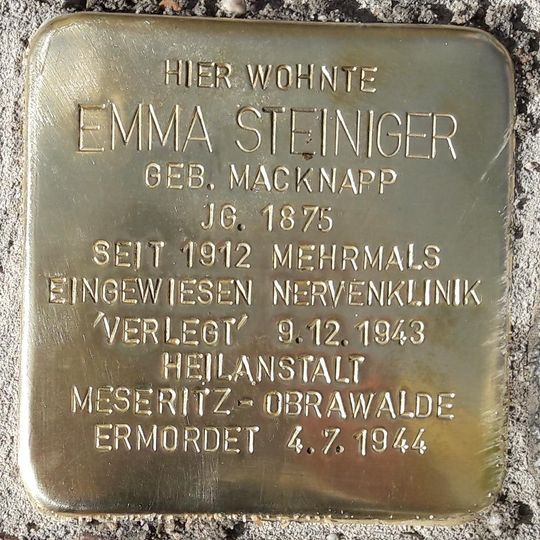 HIER WOHNTE
EMMA STEINIGER
GEB. MACKNAPP
JG. 1875
SEIT 1912 MEHRMALS
EINGEWIESEN NERVENKLINIK
'VERLEGT' 9.12.1943
HEILANSTALT
MESERITZ-OBRAWALDE
ERMORDET 4.7.1944